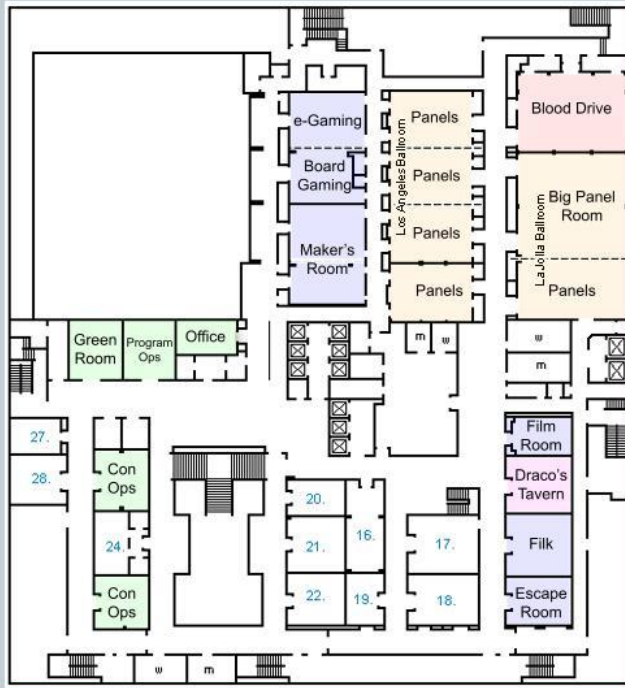 e-Gaming
Board
Gaming
Maker's
Room
Los Angeles Ballroom
Panels
Panels
Panels
Panels
Blood Drive
LaJolla Ballroom
Big Panel
Room
Panels
Green
Room
Program
Ops
Office
m
w
w
m
27.
28.
Con
Ops
24.
Con
Ops
20.
21.
22.
16.
19.
17.
18.
Film
Room
Draco's
Tavern
Filk
Escape
Room
w
m